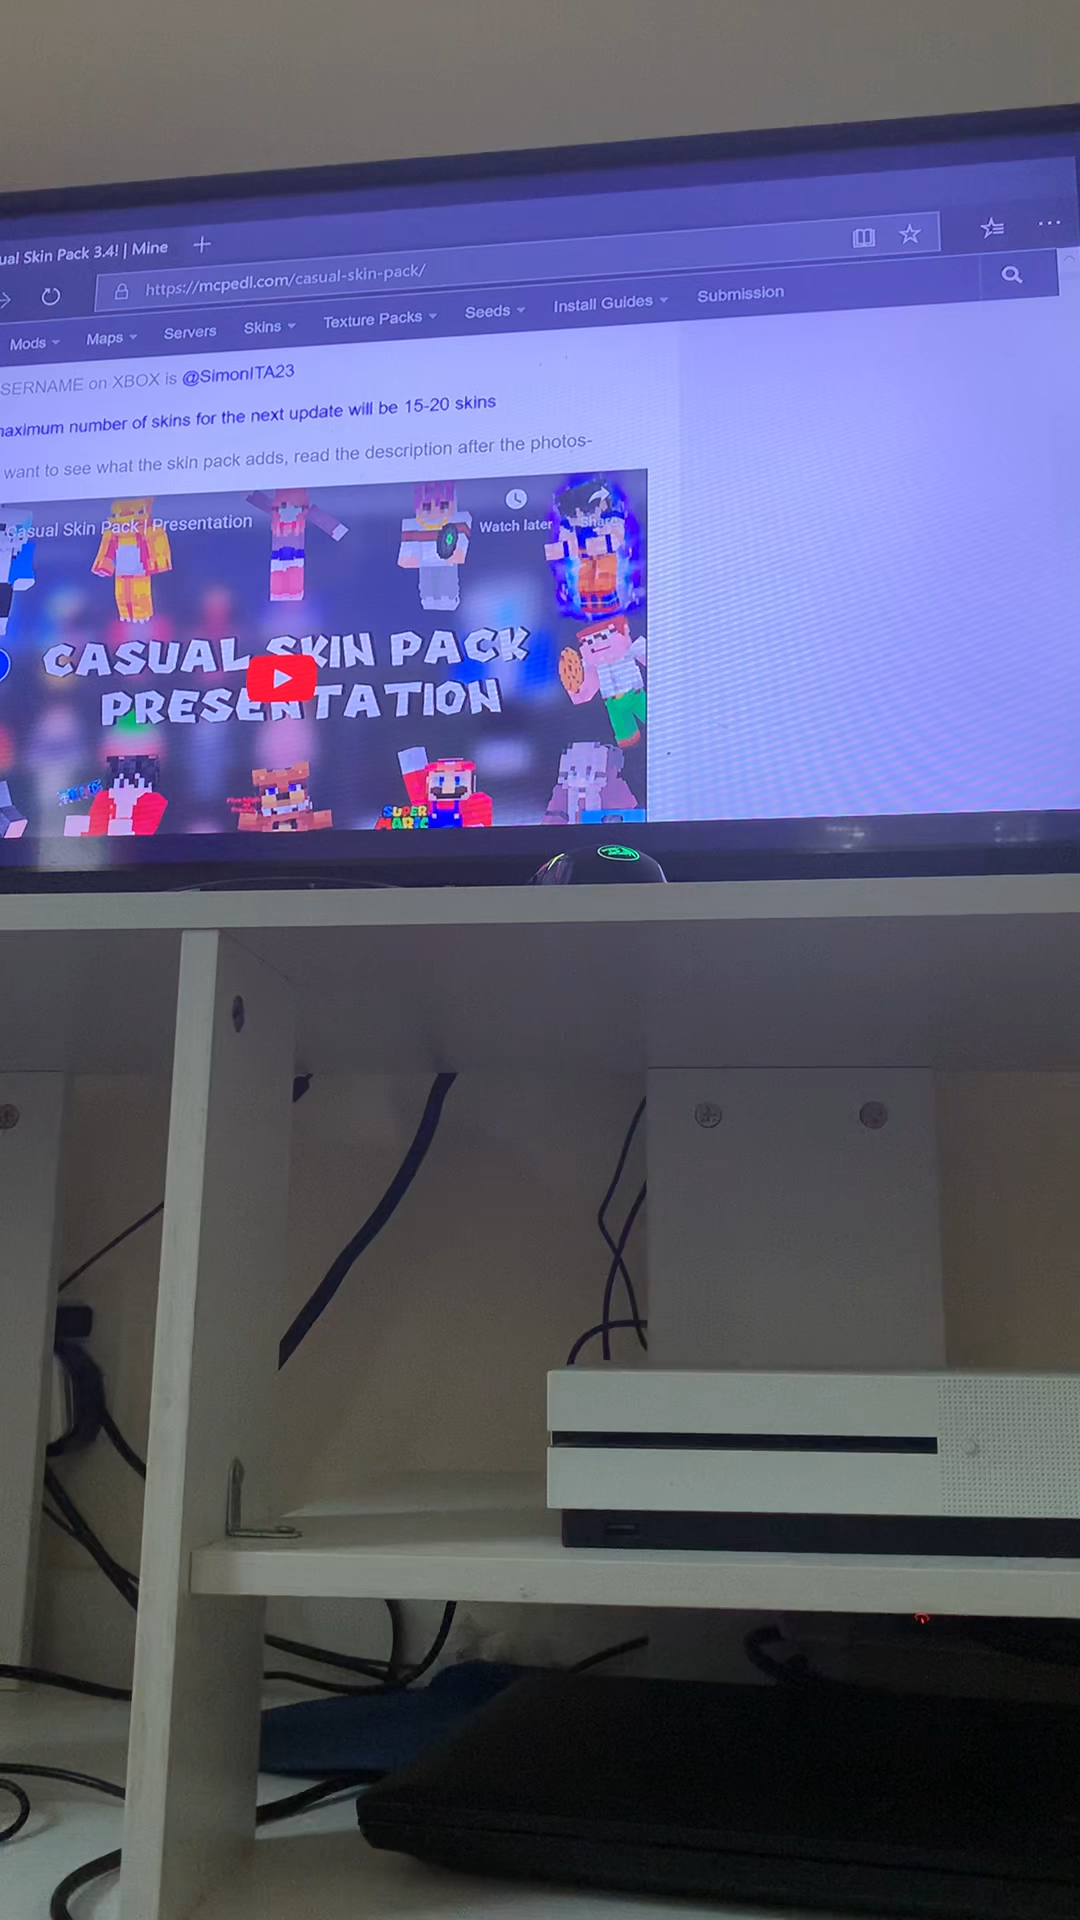 ual Skin Pack 3.4! | Mine
https://mcpedl.com/casual-skin-pack/
Mods Maps Servers Skins Texture Packs Seeds Install Guides Submission
SERNAME on XBOX is @SimonITA23
maximum number of skins for the next update will be 15-20 skins
want to see what the skin pack adds, read the description after the photos-
Casual Skin Pack | Presentation
Watch later
Share
CASUAL SKIN PACK
PRESENTATION
SUPER
MARIO